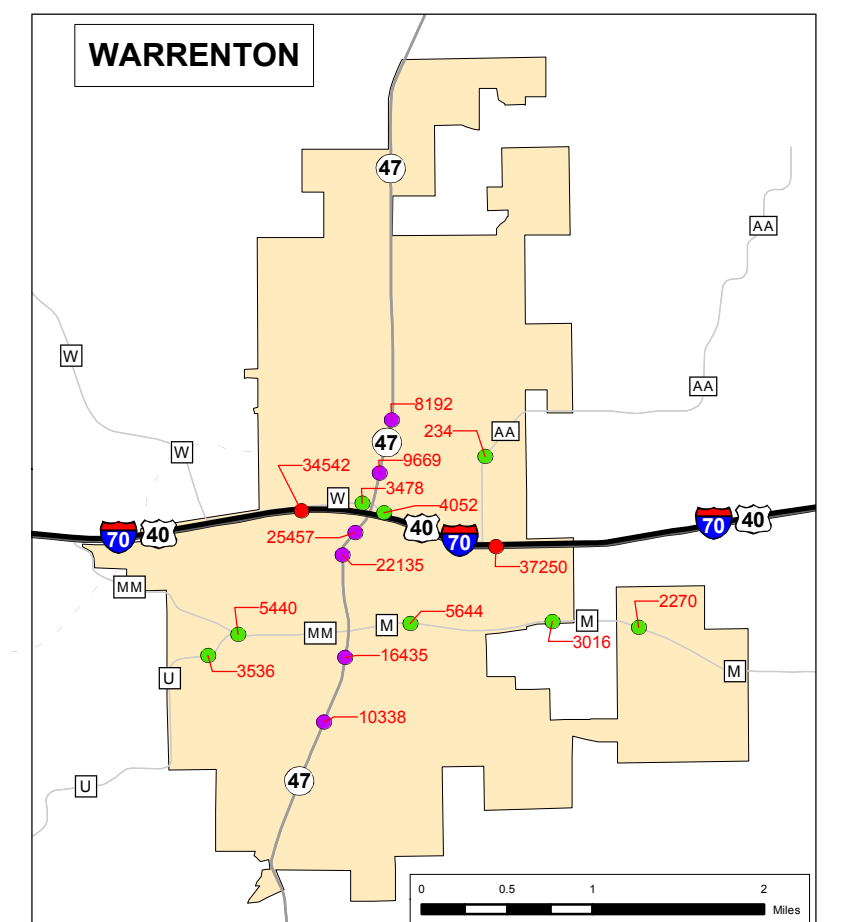 WARRENTON
47
AA
W
AA
8192
AA
234
47
W
9669
34542
3478
W
4052
70
40
40
70
70
40
25457
22135
37250
MM
5440
5644
2270
MM
M
M
3016
16435
3536
U
M
10338
47
U
0
0.5
1
2
Miles